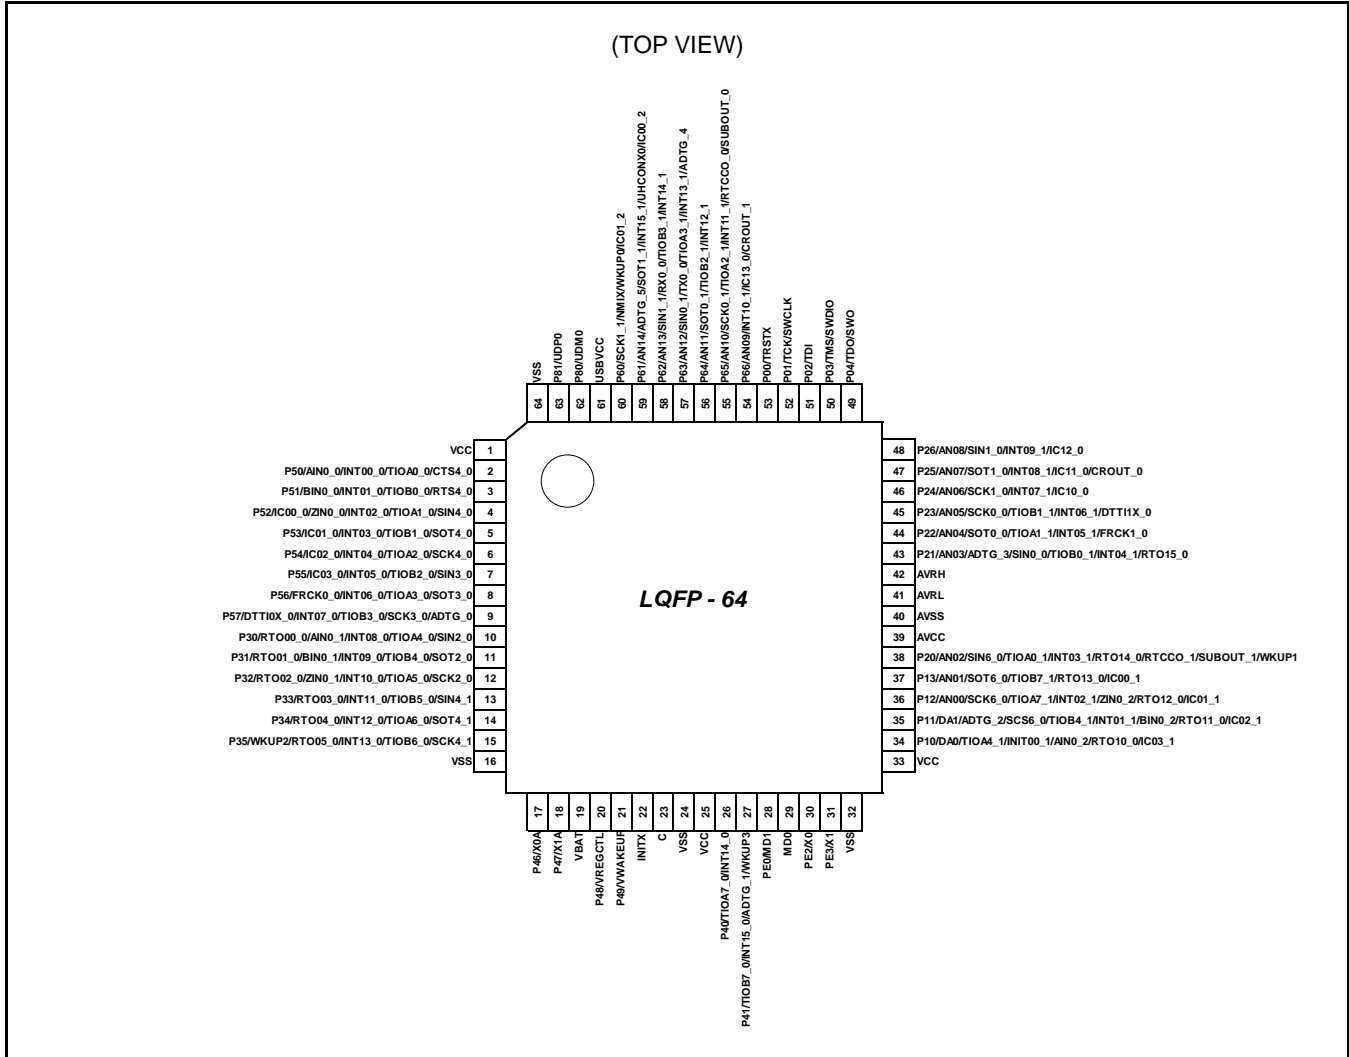 (TOP VIEW)
VSS
P81/UDP0
P80/UDM0
USBVCC
P60/SCK1_1/NMIX/WKUP0/IC01_2
P61/AN14/ADTG_5/SOT1_1/INT15_1/UHCONX0/IC00_2
P62/AN13/SIN1_1/RX0_0/TIOB3_1/INT14_1
P63/AN12/SIN0_1/TX0_0/TIOA3_1/INT13_1/ADTG_4
P64/AN11/SOT0_1/TIOB2_1/INT12_1
P65/AN10/SCK0_1/TIOA2_1/INT11_1/RTCCO_0/SUBOUT_0
P66/AN09/INT10_1/IC13_0/CROUT_1
P00/TRSTX
P01/TCK/SWCLK
P02/TDI
P03/TMS/SWDIO
P04/TDO/SWO
64 63 62 61 60 59 58 57 56 55 54 53 52 51 50 49
VCC 1
P50/AIN0_0/INT00_0/TIOA0_0/CTS4_0 2
P51/BIN0_0/INT01_0/TIOB0_0/RTS4_0 3
P52/IC00_0/ZIN0_0/INT02_0/TIOA1_0/SIN4_0 4
P53/IC01_0/INT03_0/TIOB1_0/SOT4_0 5
P54/IC02_0/INT04_0/TIOA2_0/SCK4_0 6
P55/IC03_0/INT05_0/TIOB2_0/SIN3_0 7
P56/FRCK0_0/INT06_0/TIOA3_0/SOT3_0 8
P57/DTTI0X_0/INT07_0/TIOB3_0/SCK3_0/ADTG_0 9
P30/RTO00_0/AIN0_1/INT08_0/TIOA4_0/SIN2_0 10
P31/RTO01_0/BIN0_1/INT09_0/TIOB4_0/SOT2_0 11
P32/RTO02_0/ZIN0_1/INT10_0/TIOA5_0/SCK2_0 12
P33/RTO03_0/INT11_0/TIOB5_0/SIN4_1 13
P34/RTO04_0/INT12_0/TIOA6_0/SOT4_1 14
P35/WKUP2/RTO05_0/INT13_0/TIOB6_0/SCK4_1 15
VSS 16
LQFP - 64
48 P26/AN08/SIN1_0/INT09_1/IC12_0
47 P25/AN07/SOT1_0/INT08_1/IC11_0/CROUT_0
46 P24/AN06/SCK1_0/INT07_1/IC10_0
45 P23/AN05/SCK0_0/TIOB1_1/INT06_1/DTTI1X_0
44 P22/AN04/SOT0_0/TIOA1_1/INT05_1/FRCK1_0
43 P21/AN03/ADTG_3/SIN0_0/TIOB0_1/INT04_1/RTO15_0
42 AVRH
41 AVRL
40 AVSS
39 AVCC
38 P20/AN02/SIN6_0/TIOA0_1/INT03_1/RTO14_0/RTCCO_1/SUBOUT_1/WKUP1
37 P13/AN01/SOT6_0/TIOB7_1/RTO13_0/IC00_1
36 P12/AN00/SCK6_0/TIOA7_1/INT02_1/ZIN0_2/RTO12_0/IC01_1
35 P11/DA1/ADTG_2/SCS6_0/TIOB4_1/INT01_1/BIN0_2/RTO11_0/IC02_1
34 P10/DA0/TIOA4_1/INIT00_1/AIN0_2/RTO10_0/IC03_1
33 VCC
17 18 19 20 21 22 23 24 25 26 27 28 29 30 31 32
P46/X0A
P47/X1A
VBAT
P48/VREGCTL
P49/VWAKEUP
INITX
C
VSS
VCC
P40/TIOA7_0/INT14_0
P41/TIOB7_0/INT15_0/ADTG_1/WKUP3
PE0/MD1
MD0
PE2/X0
PE3/X1
VSS